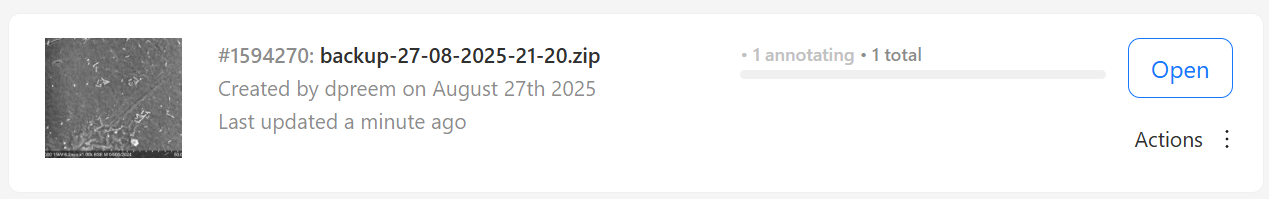 #1594270: backup-27-08-2025-21-20.zip
Created by dpreem on August 27th 2025
Last updated a minute ago
• 1 annotating • 1 total
Open
Actions